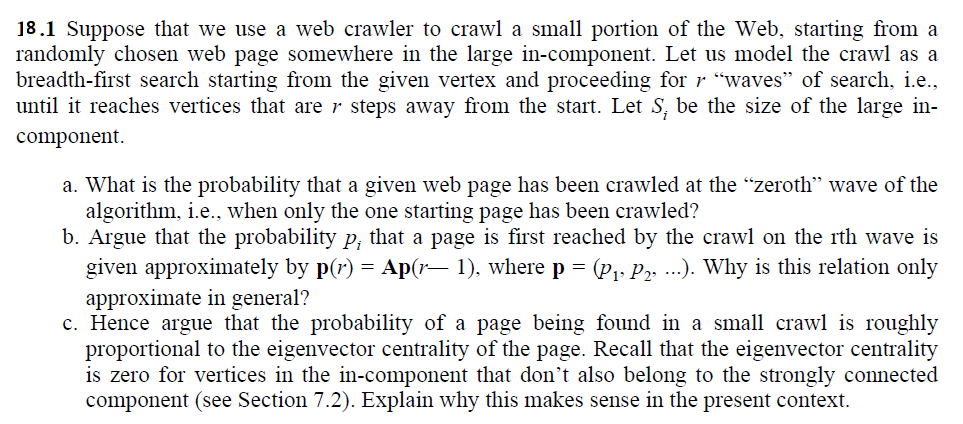 18.1 Suppose that we use a web crawler to crawl a small portion of the Web, starting from a
randomly chosen web page somewhere in the large in-component. Let us model the crawl as a
breadth-first search starting from the given vertex and proceeding for r “waves” of search, i.e.,
until it reaches vertices that are r steps away from the start. Let Sᵢ be the size of the large in-
component.
a. What is the probability that a given web page has been crawled at the “zeroth” wave of the
algorithm, i.e., when only the one starting page has been crawled?
b. Argue that the probability pᵢ that a page is first reached by the crawl on the rth wave is
given approximately by p(r) = Ap(r— 1), where p = (p₁, p₂, ...). Why is this relation only
approximate in general?
c. Hence argue that the probability of a page being found in a small crawl is roughly
proportional to the eigenvector centrality of the page. Recall that the eigenvector centrality
is zero for vertices in the in-component that don’t also belong to the strongly connected
component (see Section 7.2). Explain why this makes sense in the present context.